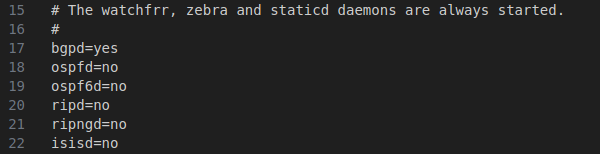 15 # The watchfrr, zebra and staticd daemons are always started.
16 #
17 bgpd=yes
18 ospfd=no
19 ospf6d=no
20 ripd=no
21 ripngd=no
22 isisd=no